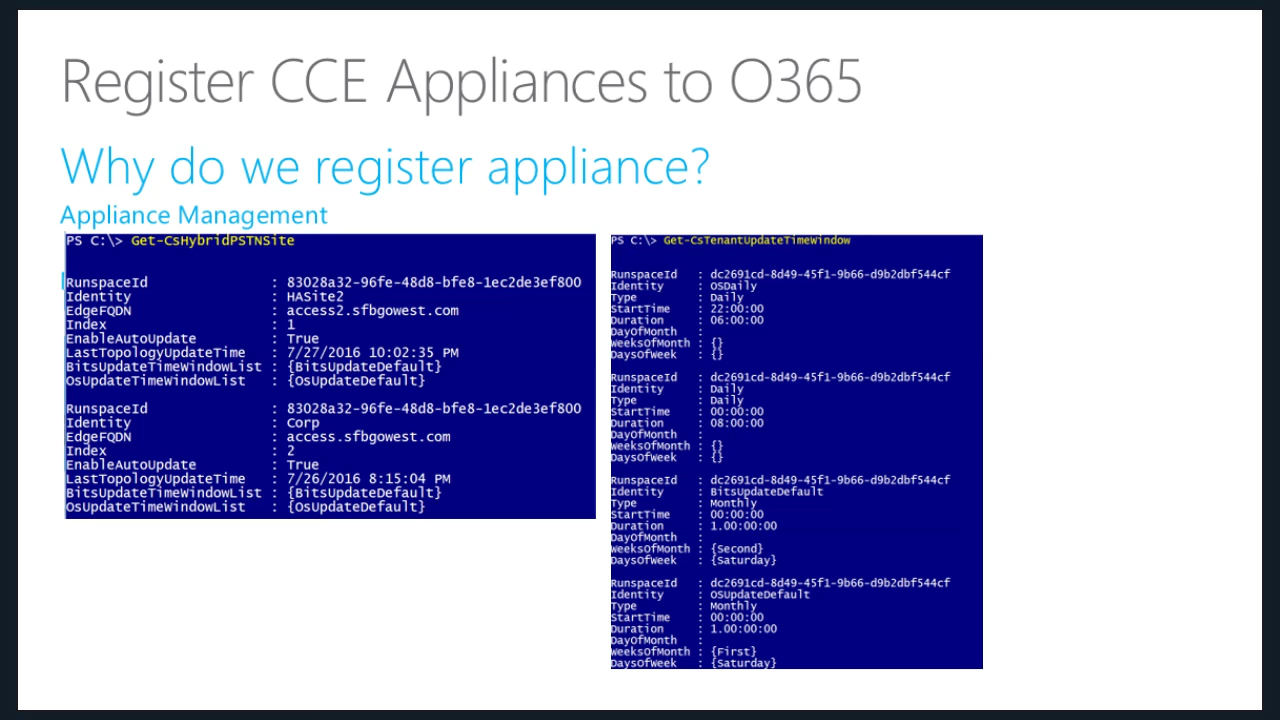 Register CCE Appliances to O365
Why do we register appliance?
Appliance Management
PS C:\> Get-CsHybridPSTNSite
RunspaceId : 83028a32-96fe-48d8-bfe8-1ec2de3ef800
Identity : HASite2
EdgeFQDN : access2.sfbgowest.com
Index : 1
EnableAutoUpdate : True
LastTopologyUpdateTime : 7/27/2016 10:02:35 PM
BitsUpdateTimeWindowList : {BitsUpdateDefault}
OsUpdateTimeWindowList : {OsUpdateDefault}
RunspaceId : 83028a32-96fe-48d8-bfe8-1ec2de3ef800
Identity : Corp
EdgeFQDN : access.sfbgowest.com
Index : 2
EnableAutoUpdate : True
LastTopologyUpdateTime : 7/26/2016 8:15:04 PM
BitsUpdateTimeWindowList : {BitsUpdateDefault}
OsUpdateTimeWindowList : {OsUpdateDefault}
PS C:\> Get-CsTenantUpdateTimeWindow
RunspaceId : dc2691cd-8d49-45f1-9b66-d9b2dbf544cf
Identity : OSDaily
Type : Daily
StartTime : 22:00:00
Duration : 06:00:00
DayOfMonth :
WeeksOfMonth : {}
DaysOfWeek : {}
RunspaceId : dc2691cd-8d49-45f1-9b66-d9b2dbf544cf
Identity : Daily
Type : Daily
StartTime : 00:00:00
Duration : 08:00:00
DayOfMonth :
WeeksOfMonth : {}
DaysOfWeek : {}
RunspaceId : dc2691cd-8d49-45f1-9b66-d9b2dbf544cf
Identity : BitsUpdateDefault
Type : Monthly
StartTime : 00:00:00
Duration : 1.00:00:00
DayOfMonth :
WeeksOfMonth : {Second}
DaysOfWeek : {Saturday}
RunspaceId : dc2691cd-8d49-45f1-9b66-d9b2dbf544cf
Identity : OSUpdateDefault
Type : Monthly
StartTime : 00:00:00
Duration : 1.00:00:00
DayOfMonth :
WeeksOfMonth : {First}
DaysOfWeek : {Saturday}